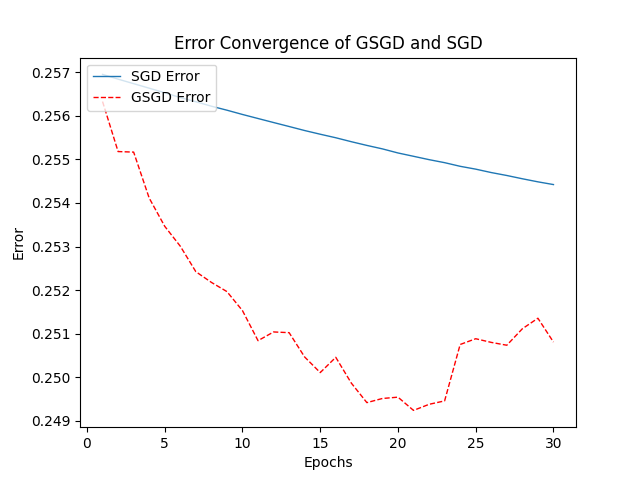 Error Convergence of GSGD and SGD
SGD Error
GSGD Error
0.257
0.256
0.255
0.254
0.253
0.252
0.251
0.250
0.249
Error
0 5 10 15 20 25 30
Epochs